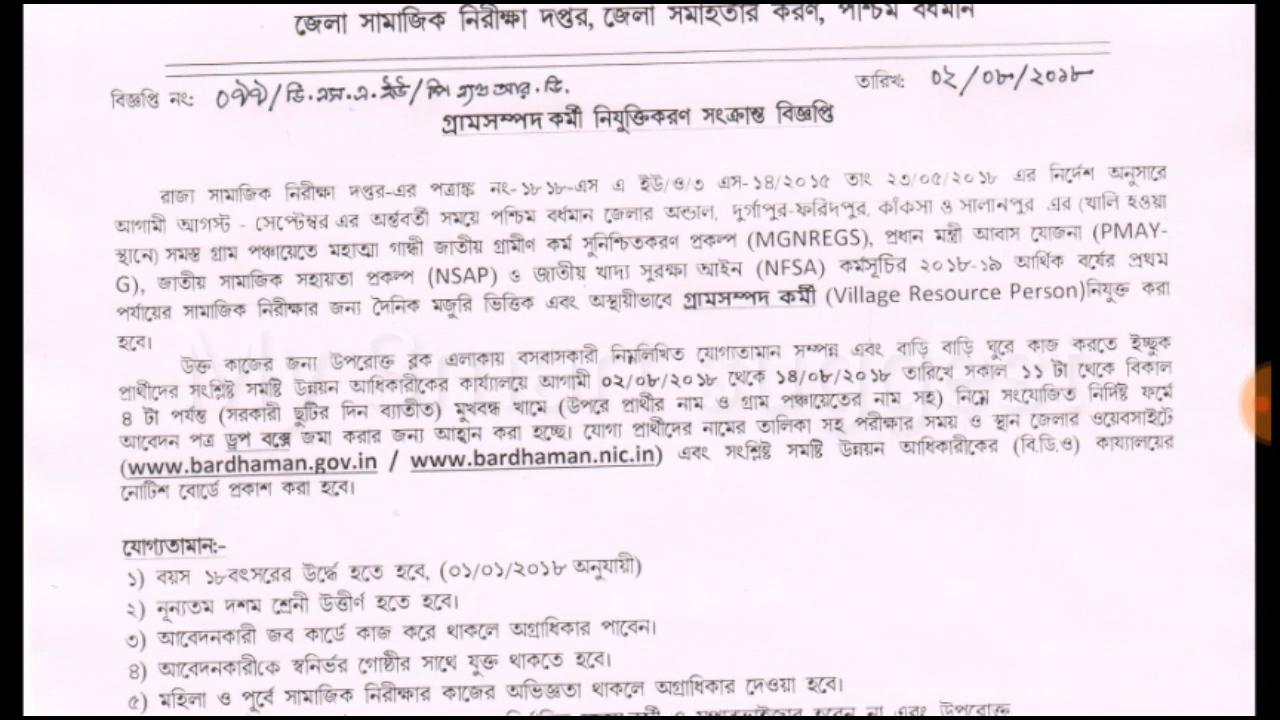 জেলা সামাজিক নিরীক্ষা দপ্তর, জেলা সমাহর্তার করণ, পশ্চিম বর্ধমান
বিজ্ঞপ্তি নং: ০৭৭/ডি.এস.এ.ইউ/পি এ্যণ্ড আর.ডি. তারিখ: ০২/০৮/২০১৮
গ্রামসম্পদ কর্মী নিযুক্তিকরণ সংক্রান্ত বিজ্ঞপ্তি
রাজ্য সামাজিক নিরীক্ষা দপ্তর-এর পত্রাঙ্ক নং-১৮১৮-এস এ ইউ/ও/৩ এস-১৪/২০১৫ তাং ২৩/০৫/২০১৮ এর নির্দেশ অনুসারে
আগামী আগস্ট - সেপ্টেম্বর এর অর্ন্তবর্তী সময়ে পশ্চিম বর্ধমান জেলার অন্ডাল, দুর্গাপুর-ফরিদপুর, কাঁকসা ও সালানপুর এর (খালি হওয়া
স্থানে) সমস্ত গ্রাম পঞ্চায়েতে মহাত্মা গান্ধী জাতীয় গ্রামীণ কর্ম সুনিশ্চিতকরণ প্রকল্প (MGNREGS), প্রধান মন্ত্রী আবাস যোজনা (PMAY-
G), জাতীয় সামাজিক সহায়তা প্রকল্প (NSAP) ও জাতীয় খাদ্য সুরক্ষা আইন (NFSA) কর্মসূচির ২০১৮-১৯ আর্থিক বর্ষের প্রথম
পর্যায়ের সামাজিক নিরীক্ষার জন্য দৈনিক মজুরি ভিত্তিক এবং অস্থায়ীভাবে গ্রামসম্পদ কর্মী (Village Resource Person)নিযুক্ত করা
হবে।
উক্ত কাজের জন্য উপরোক্ত ব্লক এলাকায় বসবাসকারী নিম্নলিখিত যোগ্যতামান সম্পন্ন এবং বাড়ি বাড়ি ঘুরে কাজ করতে ইচ্ছুক
প্রার্থীদের সংশ্লিষ্ট সমষ্টি উন্নয়ন আধিকারীকের কার্য্যালয়ে আগামী ০২/০৮/২০১৮ থেকে ১৪/০৮/২০১৮ তারিখে সকাল ১১ টা থেকে বিকাল
৪ টা পর্যন্ত (সরকারী ছুটির দিন ব্যাতীত) মুখবন্ধ খামে (উপরে প্রার্থীর নাম ও গ্রাম পঞ্চায়েতের নাম সহ) নিম্নে সংযোজিত নির্দিষ্ট ফর্মে
আবেদন পত্র ড্রপ বক্সে জমা করার জন্য আহ্বান করা হচ্ছে। যোগ্য প্রার্থীদের নামের তালিকা সহ পরীক্ষার সময় ও স্থান জেলার ওয়েবসাইটে
(www.bardhaman.gov.in / www.bardhaman.nic.in) এবং সংশ্লিষ্ট সমষ্টি উন্নয়ন আধিকারীকের (বি.ডি.ও) কায্যালয়ের
নোটিশ বোর্ডে প্রকাশ করা হবে।
যোগ্যতামান:-
১) বয়স ১৮বৎসরের উর্দ্ধে হতে হবে, (০১/০১/২০১৮ অনুযায়ী)
২) নূন্যতম দশম শ্রেনী উত্তীর্ণ হতে হবে।
৩) আবেদনকারী জব কার্ডে কাজ করে থাকলে অগ্রাধিকার পাবেন।
৪) আবেদনকারীকে স্বনির্ভর গোষ্ঠীর সাথে যুক্ত থাকতে হবে।
৫) মহিলা ও পূর্বে সামাজিক নিরীক্ষার কাজের অভিজ্ঞতা থাকলে অগ্রাধিকার দেওয়া হবে।